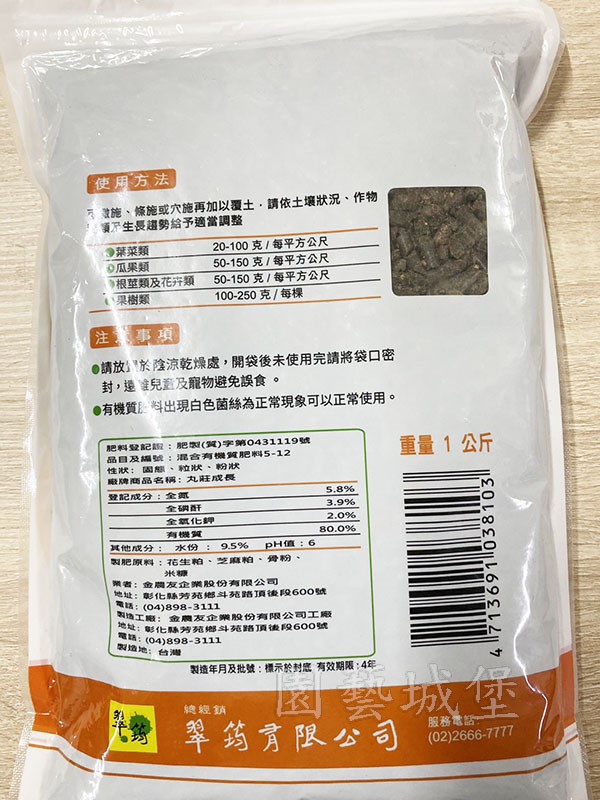 使用方法
可撒施、條施或穴施再加以覆土．請依土壤狀況、作物
種類及生長趨勢給予適當調整
葉菜類 20-100 克 / 每平方公尺
瓜果類 50-150 克 / 每平方公尺
根莖類及花卉類 50-150 克 / 每平方公尺
果樹類 100-250 克 / 每棵
注意事項
●請放置於陰涼乾燥處，開袋後未使用完請將袋口密
封，遠離兒童及寵物避免誤食。
●有機質肥料出現白色菌絲為正常現象可以正常使用。
重量 1 公斤
肥料登記證：肥製(質)字第0431119號
品目及編號：混合有機質肥料5-12
性狀：固態、粒狀、粉狀
廠牌商品名稱：丸莊成長
登記成分：全氮 5.8%
全磷酐 3.9%
全氧化鉀 2.0%
有機質 80.0%
其他成分：水份：9.5% pH值：6
製肥原料：花生粕、芝麻粕、骨粉、
米糠
業者：金農友企業股份有限公司
地址：彰化縣芳苑鄉斗苑路頂後段600號
電話：(04)898-3111
製造工廠：金農友企業股份有限公司工廠
地址：彰化縣芳苑鄉斗苑路頂後段600號
電話：(04)898-3111
製造地：台灣
4 713691 038103
製造年月及批號：標示於封底 有效期限：4年
園藝城堡
翠筠
總經銷
翠筠有限公司
服務電話：
(02)2666-7777